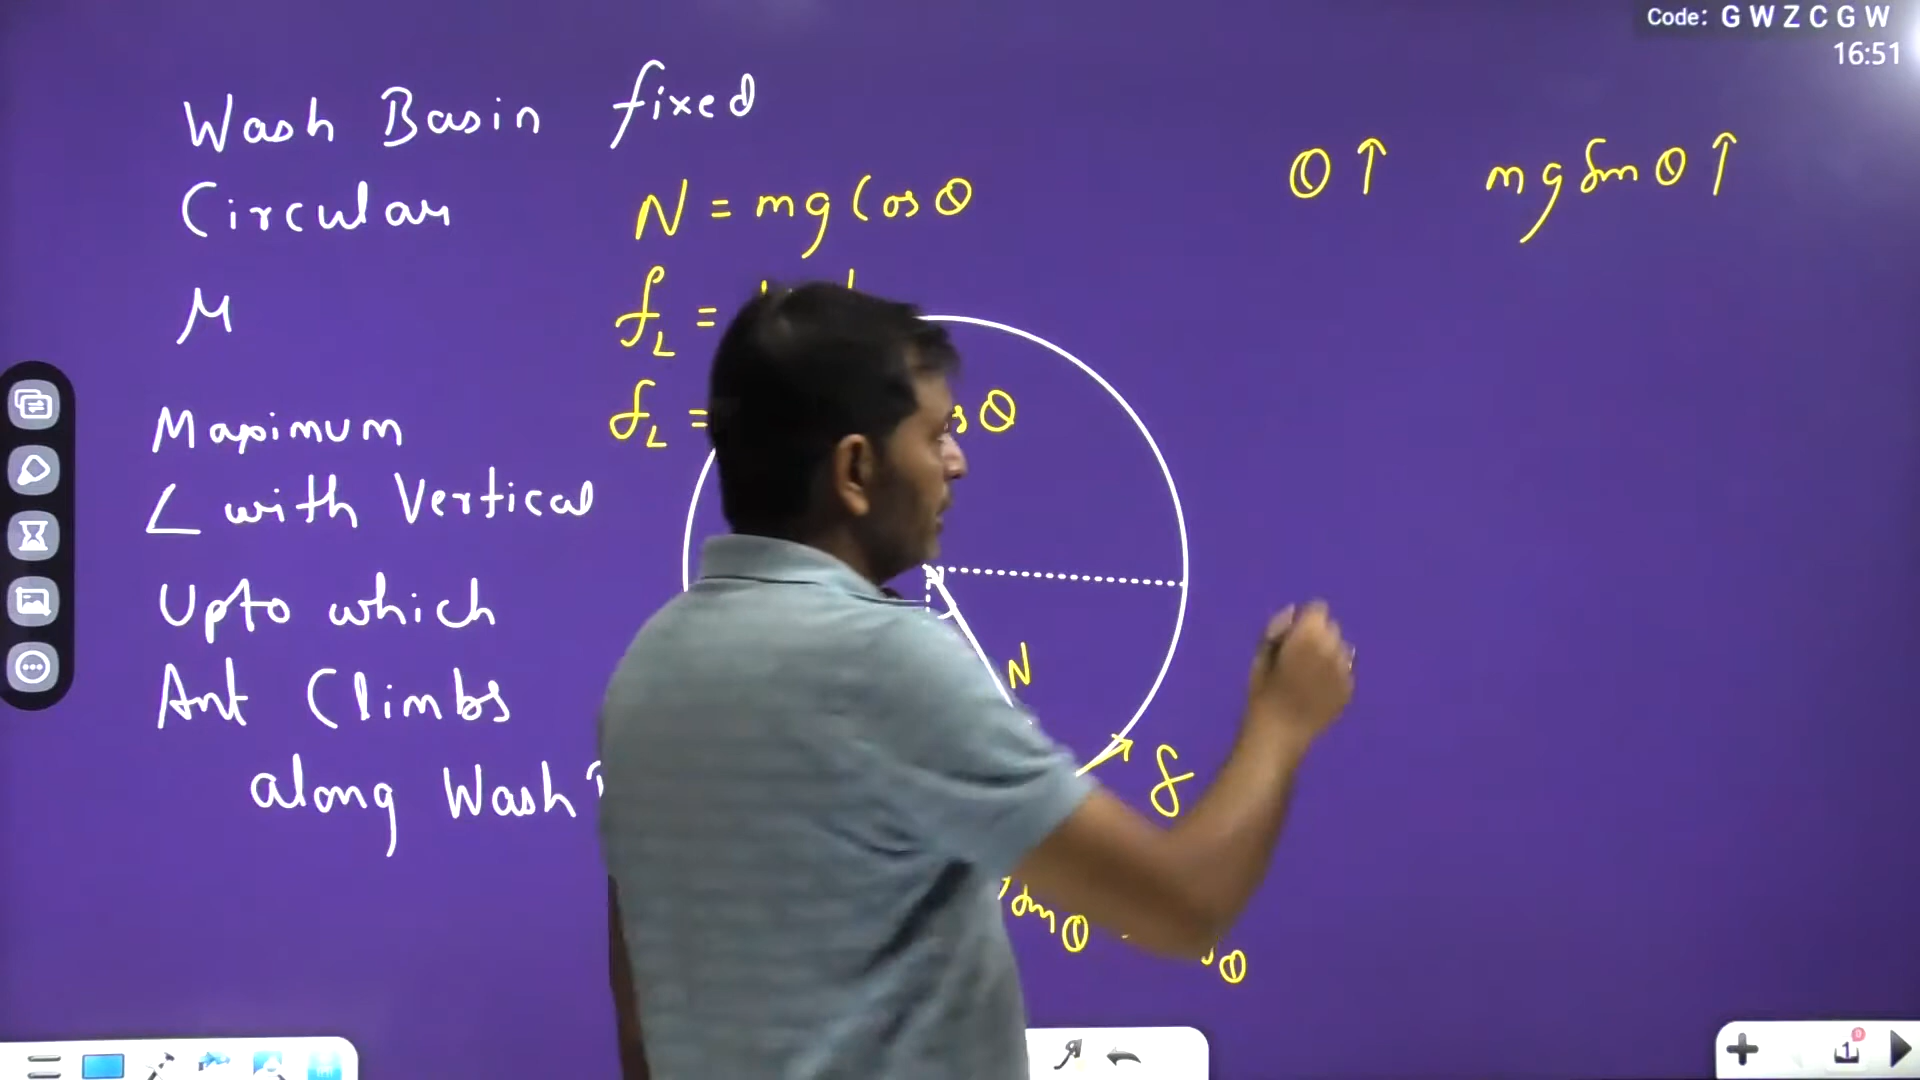 Code: G W Z C G W
16:51
Wash Basin fixed
Circular
M
Mapimum
∠ with Vertical
Upto which
Ant Climbs
along Wash
N = mg Cos θ
f_L =
f_L = θ
θ ↑ mg Sin θ ↑
N
f
θ
θ